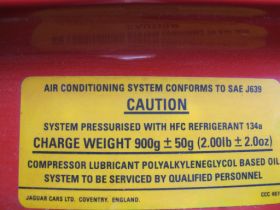 AIR CONDITIONING SYSTEM CONFORMS TO SAE J639
CAUTION
SYSTEM PRESSURISED WITH HFC REFRIGERANT 134a
CHARGE WEIGHT 900g ± 50g (2.00lb ± 2.0oz)
COMPRESSOR LUBRICANT POLYALKYLENEGLYCOL BASED OIL
SYSTEM TO BE SERVICED BY QUALIFIED PERSONNEL
JAGUAR CARS LTD. COVENTRY. ENGLAND. CCC